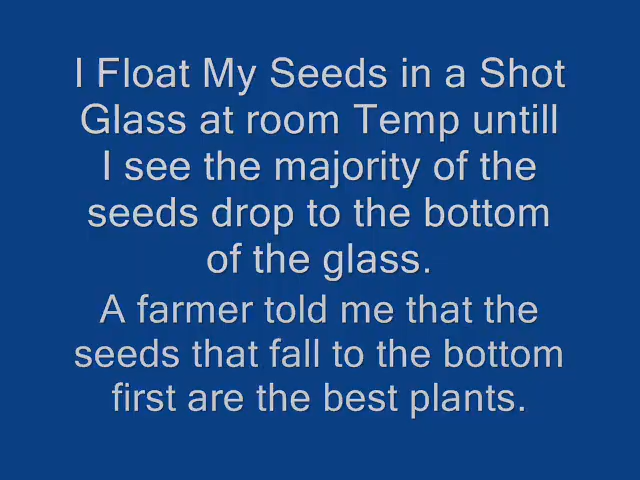 I Float My Seeds in a Shot
Glass at room Temp untill
I see the majority of the
seeds drop to the bottom
of the glass.
A farmer told me that the
seeds that fall to the bottom
first are the best plants.